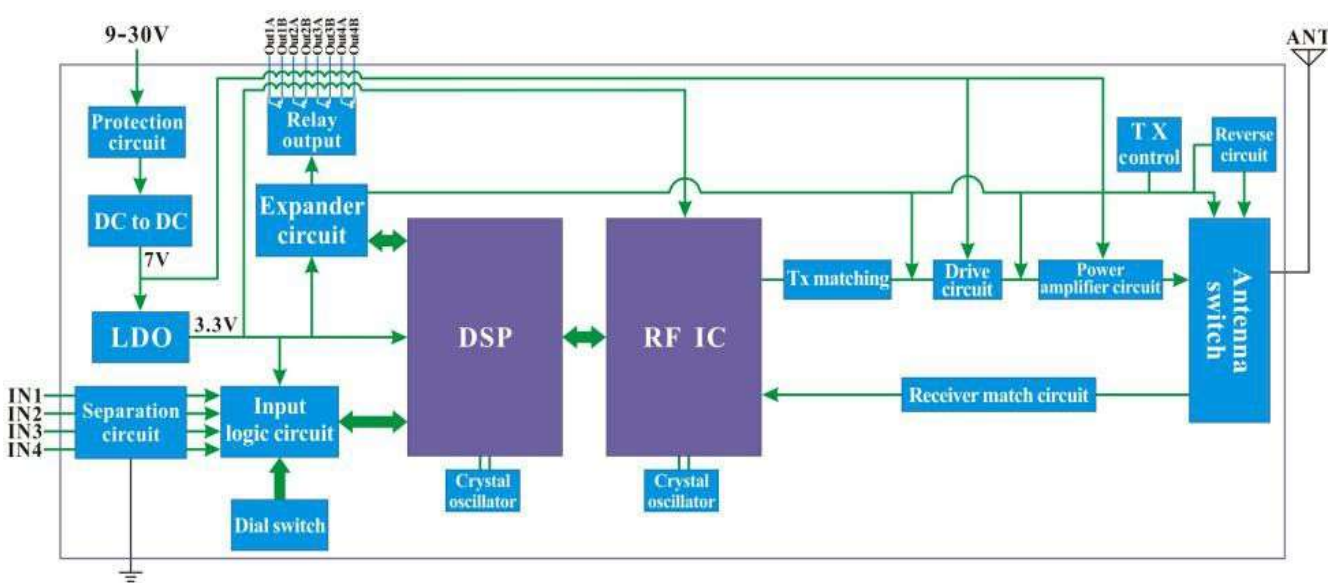 9-30V
Out1A
Out1B
Out2A
Out2B
Out3A
Out3B
Out4A
Out4B
ANT
Protection
circuit
Relay
output
T X
control
Reverse
circuit
DC to DC
Expander
circuit
7V
Tx matching
Drive
circuit
Power
amplifier circuit
Antenna
switch
LDO
3.3V
DSP
RF IC
IN1
IN2
IN3
IN4
Separation
circuit
Input
logic circuit
Receiver match circuit
Crystal
oscillator
Crystal
oscillator
Dial switch